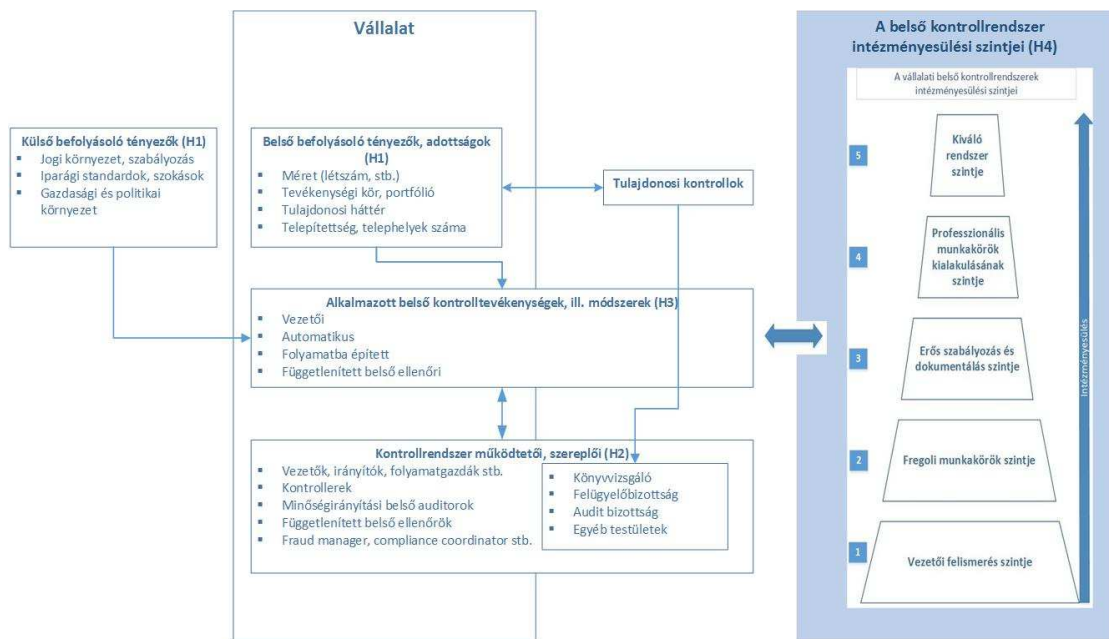 Vállalat
Külső befolyásoló tényezők (H1)
Jogi környezet, szabályozás
Iparági standardok, szokások
Gazdasági és politikai
környezet
Belső befolyásoló tényezők, adottságok
(H1)
Méret (létszám, stb.)
Tevékenységi kör, portfólió
Tulajdonosi háttér
Telepítettség, telephelyek száma
Tulajdonosi kontrollok
Alkalmazott belső kontrolltevékenységek, ill. módszerek (H3)
Vezetői
Automatikus
Folyamatba épített
Függetlenített belső ellenőri
Kontrollrendszer működtetői, szereplői (H2)
Vezetők, irányítók, folyamatgazdák stb.
Kontrollerek
Minőségirányítási belső auditorok
Függetlenített belső ellenőrök
Fraud manager, compliance coordinator stb.
Könyvvizsgáló
Felügyelőbizottság
Audit bizottság
Egyéb testületek
A belső kontrollrendszer
intézményesülési szintjei (H4)
A vállalati belső kontrollrendszerek
intézményesülési szintjei
5
Kiváló
rendszer
szintje
4
Professzionális
munkakörök
kialakulásának
szintje
3
Erős szabályozás és
dokumentálás szintje
2
Fregoli munkakörök szintje
1
Vezetői felismerés szintje
Intézményesülés